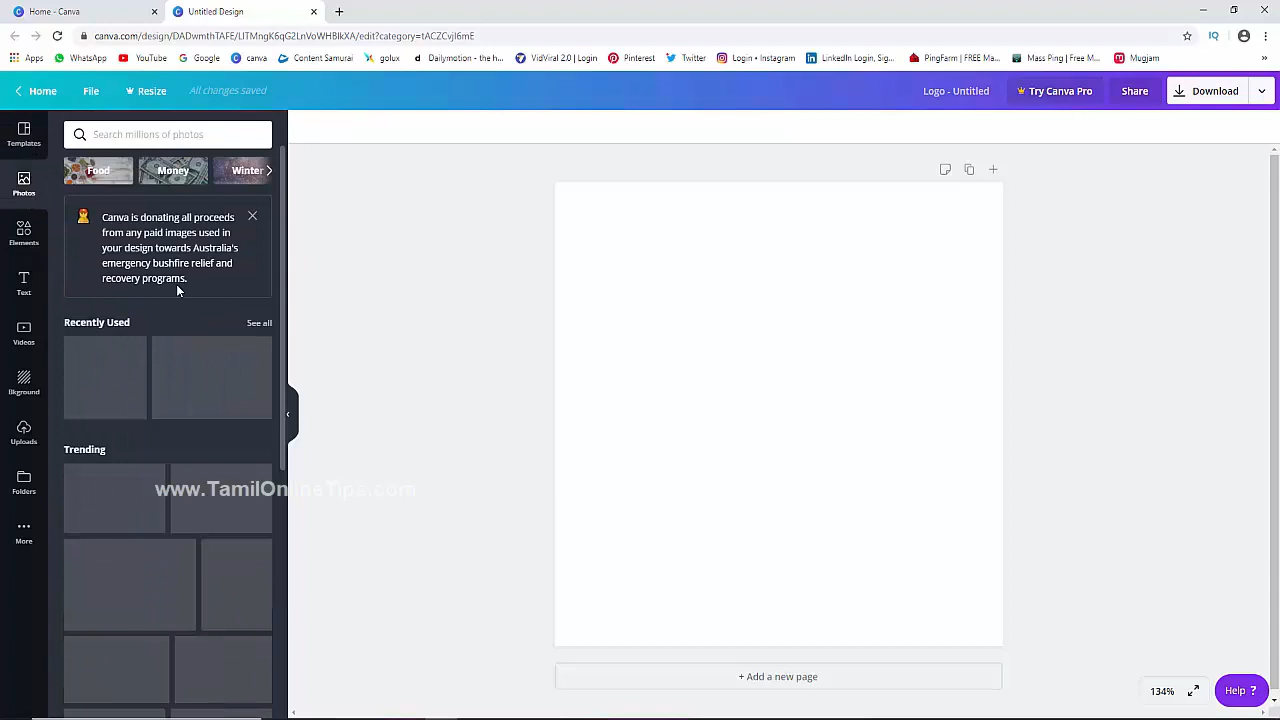 Home - Canva
Untitled Design
canva.com/design/DADwmthTAFE/LITMngK6qG2LnVoWHBIkXA/edit?category=tACZCvjI6mE
Apps
WhatsApp
YouTube
Google
canva
Content Samurai
golux
Dailymotion - the h...
VidViral 2.0 | Login
Pinterest
Twitter
Login • Instagram
LinkedIn Login, Sig...
PingFarm | FREE Ma...
Mass Ping | Free M...
Mugjam
Home
File
Resize
All changes saved
Logo - Untitled
Try Canva Pro
Share
Download
Templates
Photos
Elements
Text
Videos
Bkground
Uploads
Folders
More
Search millions of photos
Food
Money
Winter
Canva is donating all proceeds
from any paid images used in
your design towards Australia's
emergency bushfire relief and
recovery programs.
Recently Used
See all
Trending
www.TamilOnlineTips.com
+ Add a new page
134%
Help ?